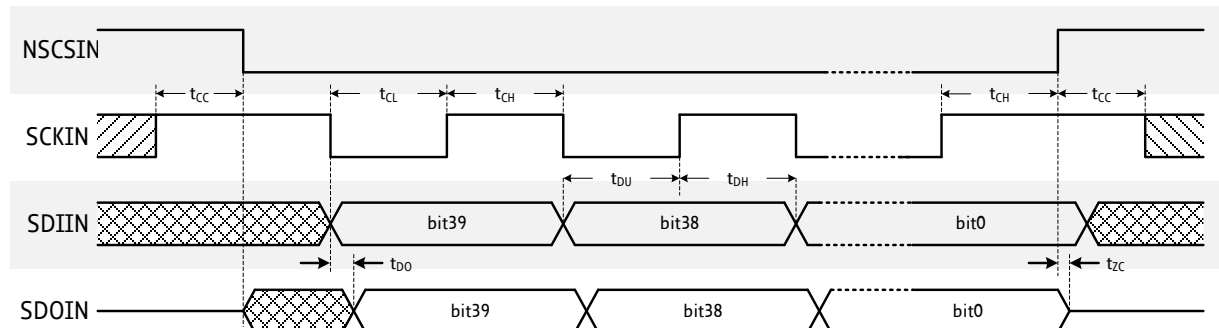 NSCSIN
tCC tCL tCH tCH tCC
SCKIN
tDU tDH
SDIIN bit39 bit38 bit0
tDO tZC
SDOIN bit39 bit38 bit0